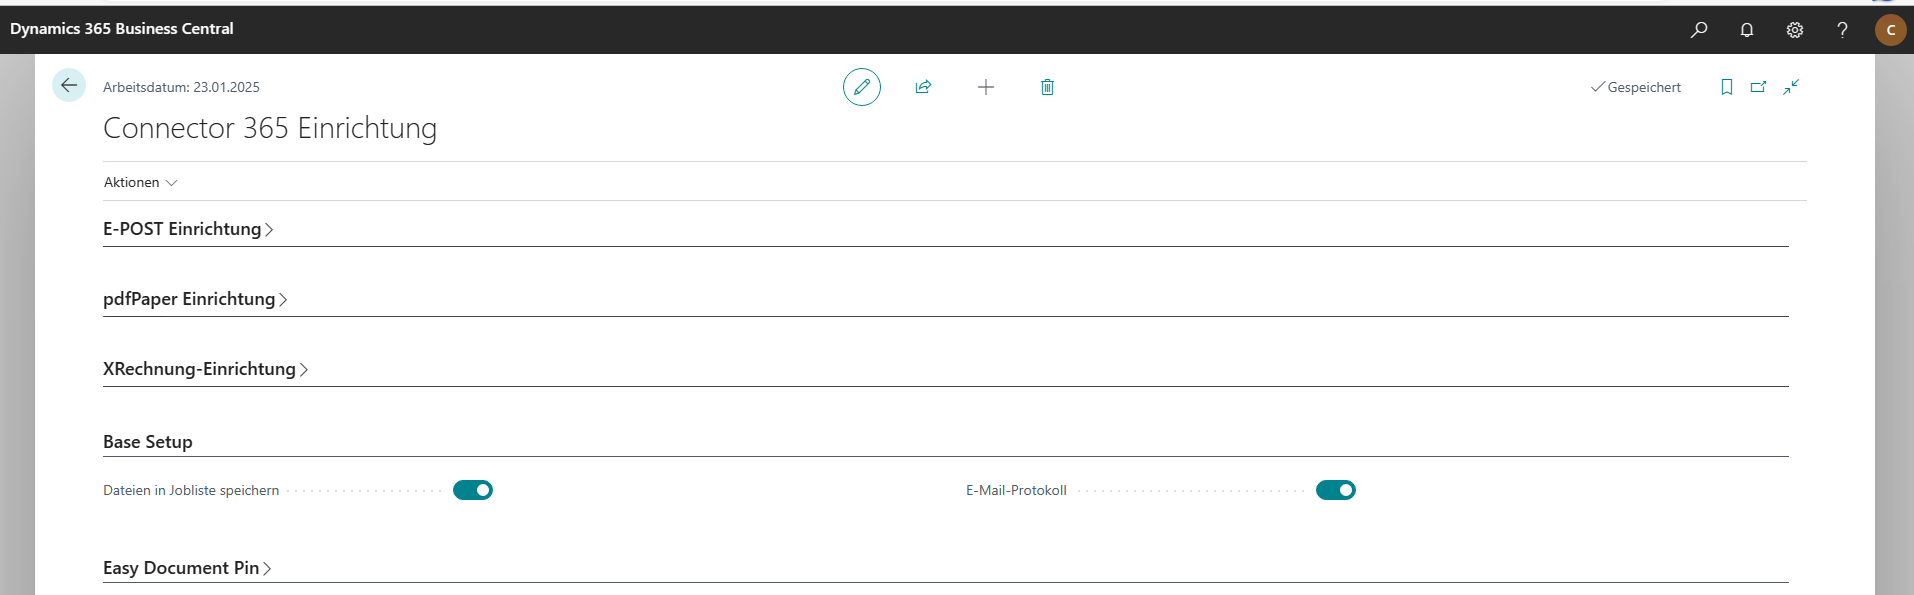 Dynamics 365 Business Central
?
C
Arbeitsdatum: 23.01.2025
Gespeichert
Connector 365 Einrichtung
Aktionen
E-POST Einrichtung
pdfPaper Einrichtung
XRechnung-Einrichtung
Base Setup
Dateien in Jobliste speichern
E-Mail-Protokoll
Easy Document Pin